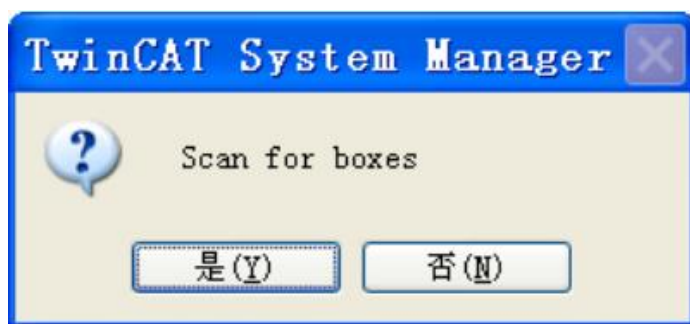 TwinCAT System Manager
Scan for boxes
是(Y) 否(N)